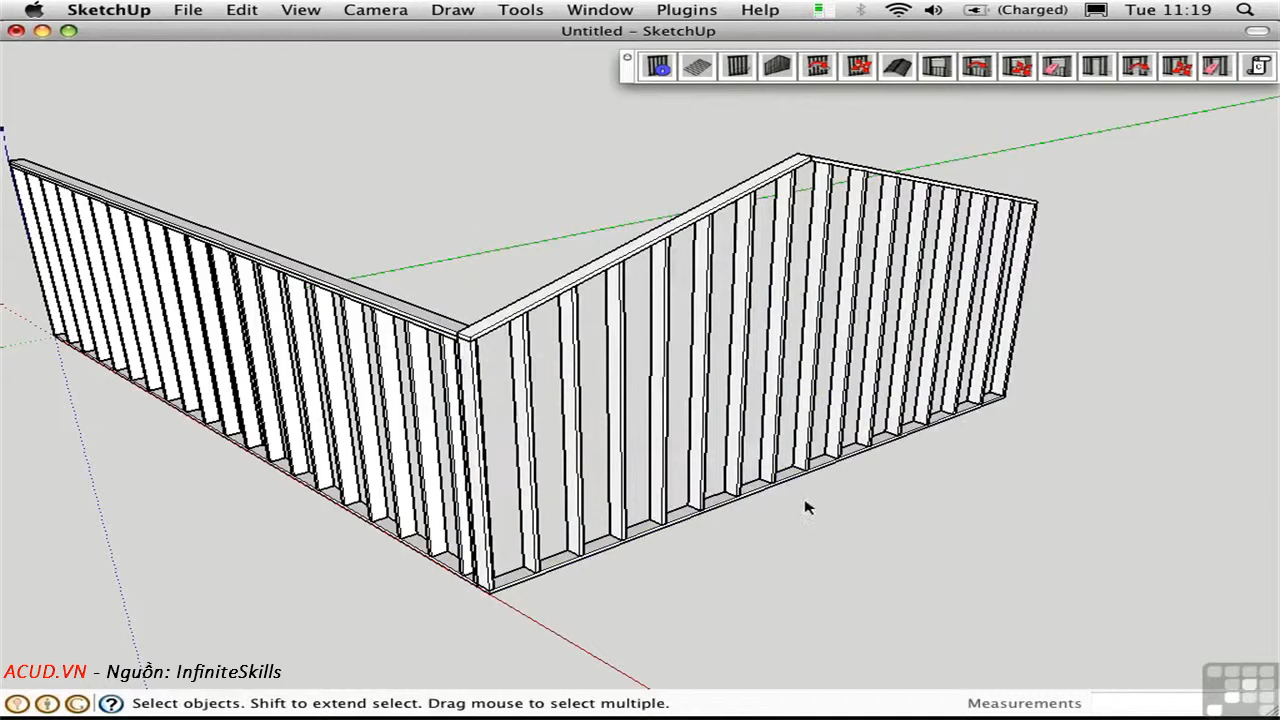 SketchUp File Edit View Camera Draw Tools Window Plugins Help (Charged) Tue 11:19
Untitled – SketchUp
ACUD.VN - Nguồn: InfiniteSkills
Select objects. Shift to extend select. Drag mouse to select multiple. Measurements